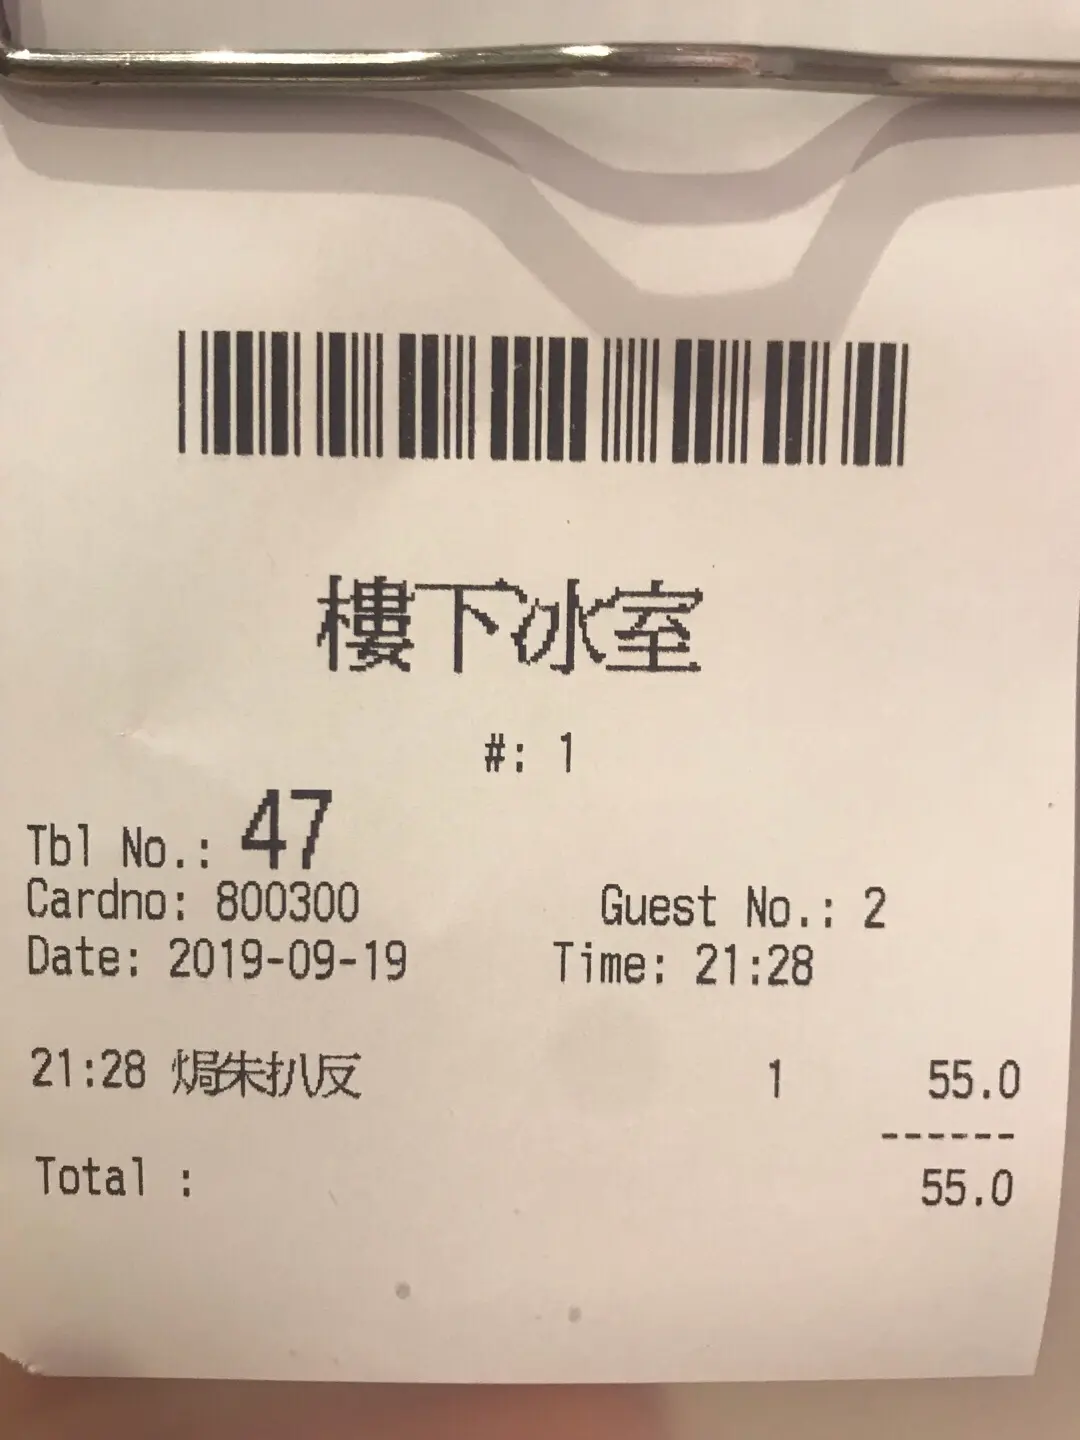 樓下冰室
#: 1
Tbl No.: 47
Cardno: 800300 Guest No.: 2
Date: 2019-09-19 Time: 21:28
21:28 焗朱扒反 1 55.0
------
Total : 55.0